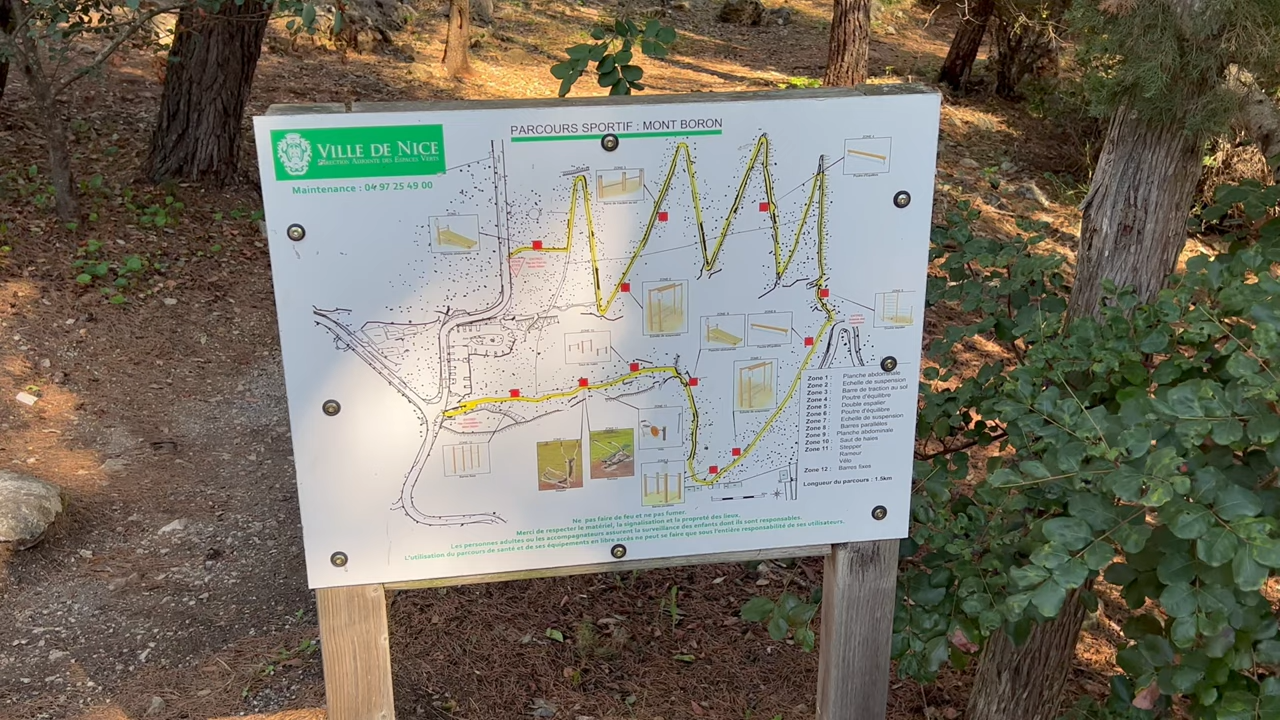 VILLE DE NICE
PARCOURS SPORTIF : MONT BORON
Maintenance : 04 97 25 49 00
Zone 1 : Planche abdominale
Zone 2 : Echelle de suspension
Zone 3 : Barre de traction au sol
Zone 4 : Poutre d'équilibre
Zone 5 : Double espalier
Zone 6 : Poutre d'équilibre
Zone 7 : Echelle de suspension
Zone 8 : Barres parallèles
Zone 9 : Planche abdominale
Zone 10 : Saut de haies
Zone 11 : Stepper
Rameur
Vélo
Zone 12 : Barres fixes
Longueur du parcours : 1.5km
Ne pas faire de feu et ne pas fumer.
Merci de respecter le matériel, la signalisation et la propreté des lieux.
Les personnes adultes ou les accompagnateurs assurent la surveillance des enfants dont ils sont responsables.
L'utilisation du parcours de santé et de ses équipements en libre accès ne peut se faire que sous l'entière responsabilité de ses utilisateurs.